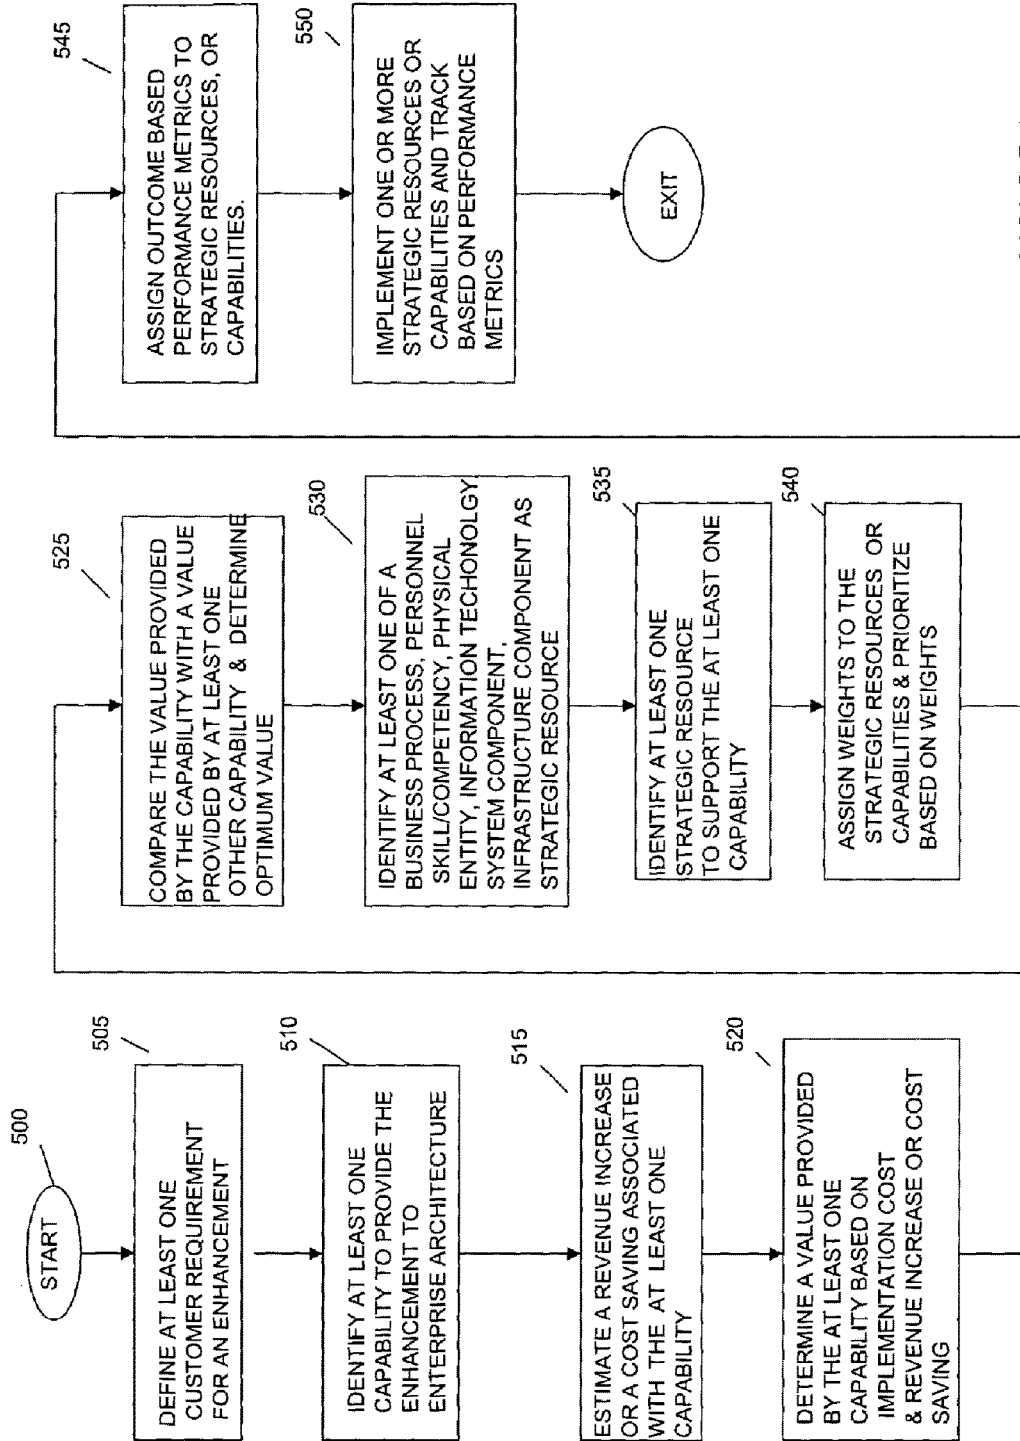 500
START
505
DEFINE AT LEAST ONE
CUSTOMER REQUIREMENT
FOR AN ENHANCEMENT
510
IDENTIFY AT LEAST ONE
CAPABILITY TO PROVIDE THE
ENHANCEMENT TO
ENTERPRISE ARCHITECTURE
515
ESTIMATE A REVENUE INCREASE
OR A COST SAVING ASSOCIATED
WITH THE AT LEAST ONE
CAPABILITY
520
DETERMINE A VALUE PROVIDED
BY THE AT LEAST ONE
CAPABILITY BASED ON
IMPLEMENTATION COST
& REVENUE INCREASE OR COST
SAVING
525
COMPARE THE VALUE PROVIDED
BY THE CAPABILITY WITH A VALUE
PROVIDED BY AT LEAST ONE
OTHER CAPABILITY & DETERMINE
OPTIMUM VALUE
530
IDENTIFY AT LEAST ONE OF A
BUSINESS PROCESS, PERSONNEL
SKILL/COMPETENCY, PHYSICAL
ENTITY, INFORMATION TECHONOLGY
SYSTEM COMPONENT,
INFRASTRUCTURE COMPONENT AS
STRATEGIC RESOURCE
535
IDENTIFY AT LEAST ONE
STRATEGIC RESOURCE
TO SUPPORT THE AT LEAST ONE
CAPABILITY
540
ASSIGN WEIGHTS TO THE
STRATEGIC RESOURCES OR
CAPABILITIES & PRIORITIZE
BASED ON WEIGHTS
545
ASSIGN OUTCOME BASED
PERFORMANCE METRICS TO
STRATEGIC RESOURCES, OR
CAPABILITIES.
550
IMPLEMENT ONE OR MORE
STRATEGIC RESOURCES OR
CAPABILITIES AND TRACK
BASED ON PERFORMANCE
METRICS
EXIT